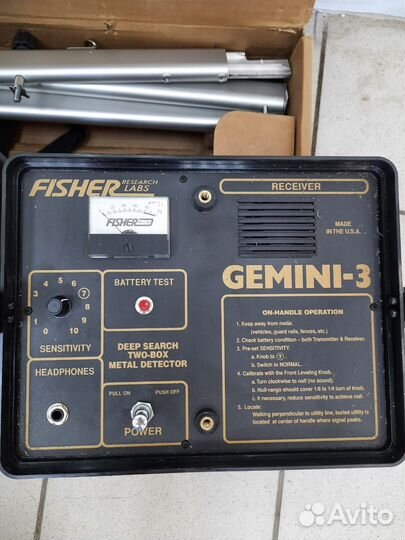 FISHER RESEARCH LABS
FISHER
BATTERY TEST
3 4 5 6 7 8 9 10 0 1
SENSITIVITY
HEADPHONES
DEEP SEARCH
TWO-BOX
METAL DETECTOR
PULL ON PUSH OFF
POWER
RECEIVER
MADE
IN THE U.S.A.
GEMINI-3
ON-HANDLE OPERATION
1. Keep away from metal.
(vehicles, guard rails, fences, etc.)
2. Check battery condition – both Transmitter & Receiver.
3. Pre-set SENSITIVITY.
a. Knob to 7.
b. Switch to NORMAL.
4. Calibrate with the Front Leveling Knob.
a. Turn clockwise to null (no sound).
b. Null-range should cover 1/8 to 1/4 turn of knob.
c. If necessary, reduce sensitivity to achieve null.
5. Locate:
Walking perpendicular to utility line, buried utility is
located at center of handle where signal peaks.
Avito